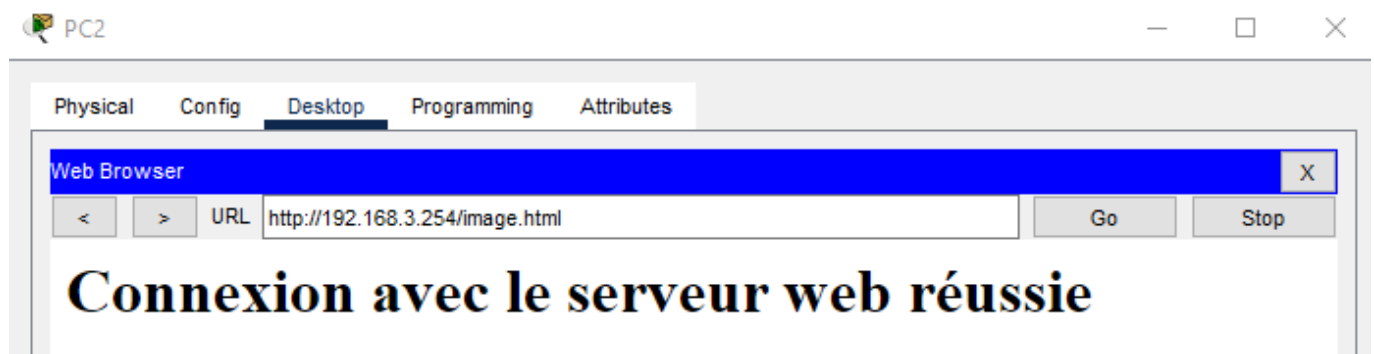 PC2
Physical Config Desktop Programming Attributes
Web Browser X
< > URL http://192.168.3.254/image.html Go Stop
Connexion avec le serveur web réussie